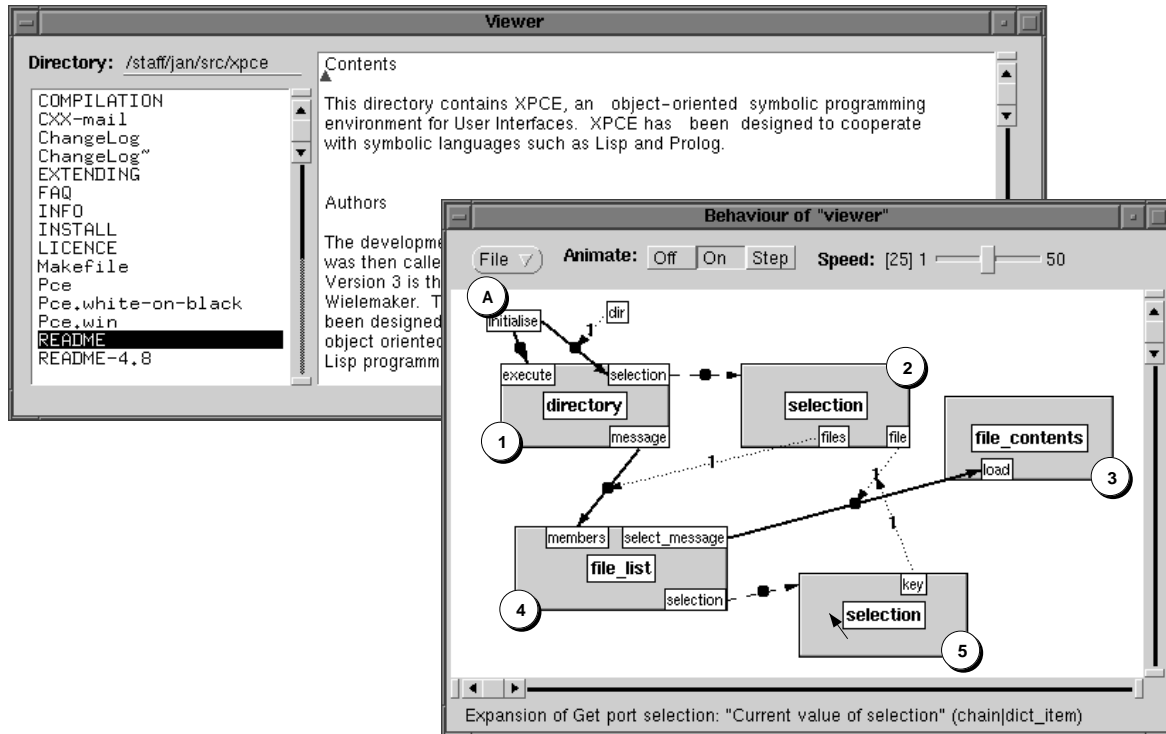 Viewer
Directory: /staff/jan/src/xpce
COMPILATION
CXX-mail
ChangeLog
ChangeLog~
EXTENDING
FAQ
INFO
INSTALL
LICENCE
Makefile
Pce
Pce.white-on-black
Pce.win
README
README-4.8
Contents
This directory contains XPCE, an object-oriented symbolic programming
environment for User Interfaces. XPCE has been designed to cooperate
with symbolic languages such as Lisp and Prolog.
Authors
The developme
was then calle
Version 3 is th
Wielemaker. T
been designed
object oriented
Lisp programm
Behaviour of "viewer"
File Animate: Off On Step Speed: [25] 1 50
A
initialise
dir
1
execute
selection
directory
message
1
2
selection
files
file
file_contents
load
3
1
1
1
members
select_message
file_list
selection
4
key
selection
5
Expansion of Get port selection: "Current value of selection" (chain|dict_item)